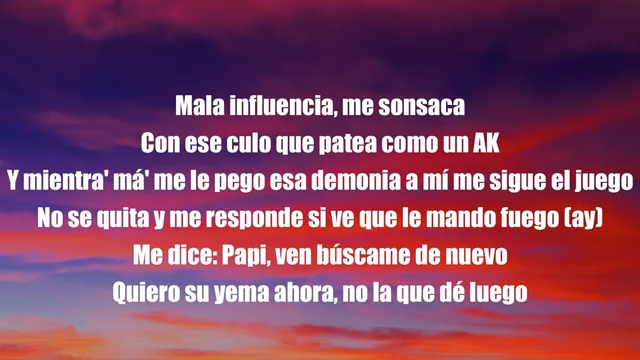 Mala influencia, me sonsaca
Con ese culo que patea como un AK
Y mientra' má' me le pego esa demonia a mí me sigue el juego
No se quita y me responde si ve que le mando fuego (ay)
Me dice: Papi, ven búscame de nuevo
Quiero su yema ahora, no la que dé luego